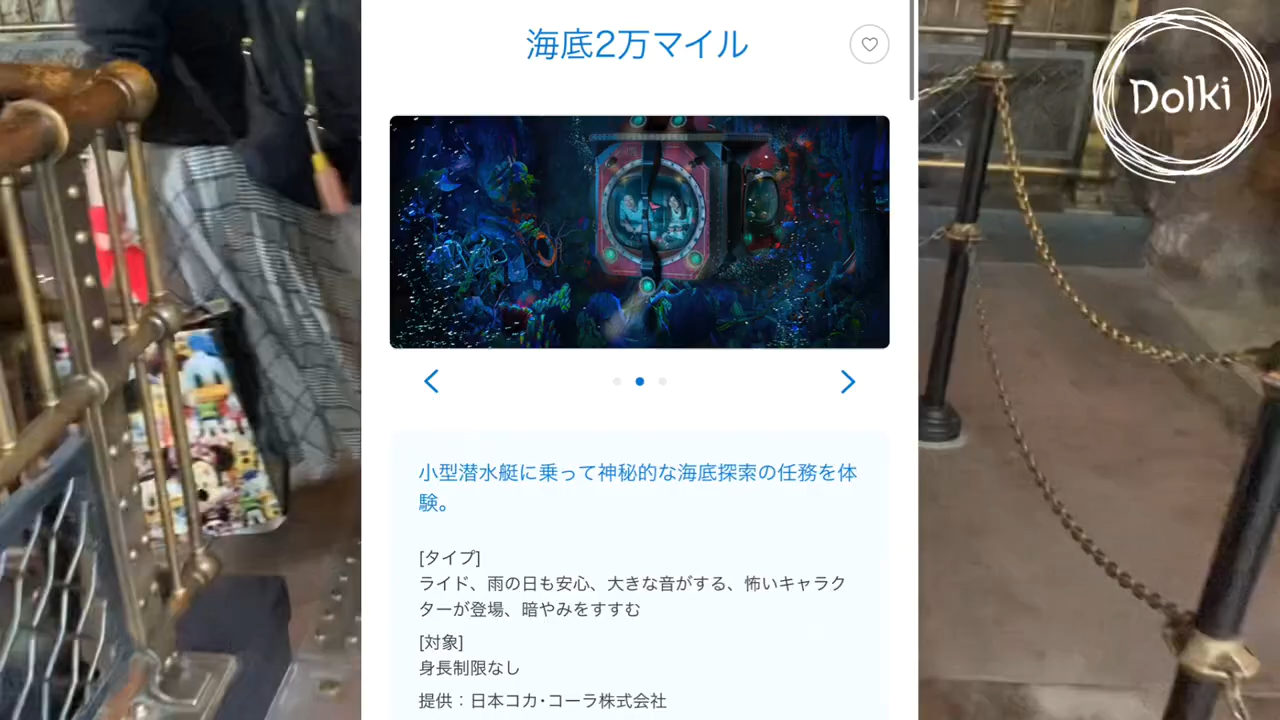 海底2万マイル
Dolki
小型潜水艇に乗って神秘的な海底探索の任務を体
験。
[タイプ]
ライド、雨の日も安心、大きな音がする、怖いキャラク
ターが登場、暗やみをすすむ
[対象]
身長制限なし
提供：日本コカ･コーラ株式会社